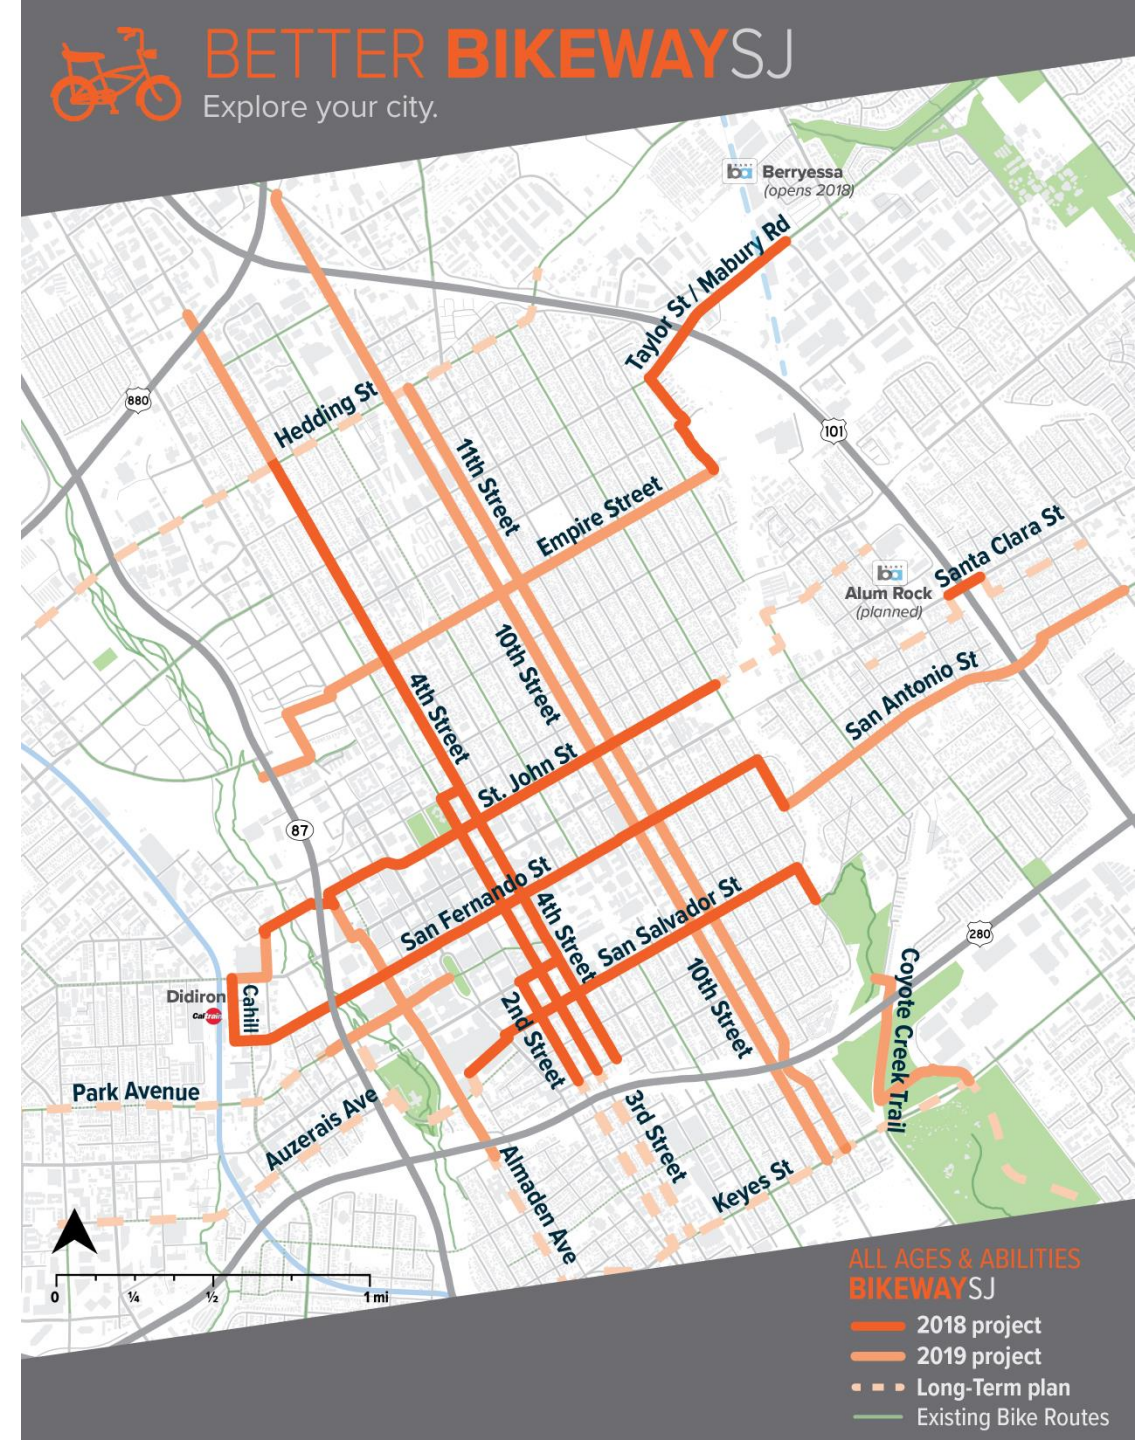 BETTER BIKEWAYSJ
Explore your city.
Berryessa
(opens 2018)
Taylor St / Mabury Rd
880
Hedding St
101
11th Street
Empire Street
Santa Clara St
Alum Rock
(planned)
10th Street
4th Street
San Antonio St
St. John St
87
San Fernando St
4th Street
San Salvador St
280
Coyote Creek Trail
10th Street
Didiron
Caltrain
Cahill
2nd Street
Park Avenue
Auzerais Ave
3rd Street
Almaden Ave
Keyes St
0 ¼ ½ 1 mi
ALL AGES & ABILITIES
BIKEWAYSJ
2018 project
2019 project
Long-Term plan
Existing Bike Routes